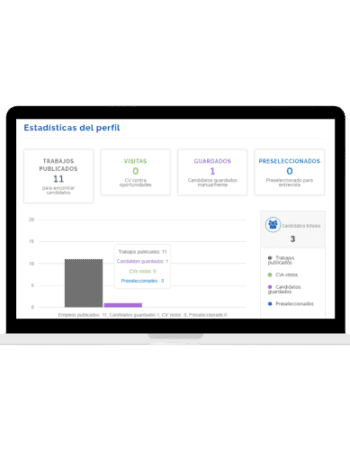 Estadísticas del perfil
TRABAJOS
PUBLICADOS
11
para encontrar
candidatos
VISITAS
0
CV contra
oportunidades
GUARDADOS
1
Candidatos guardados
manualmente
PRESELECCIONADOS
0
Preseleccionado para
entrevista
20
15
10
5
0
Trabajos publicados: 11
Candidatos guardados: 1
CVs vistos: 0
Preseleccionados: 0
Empleos publicados: 11, Candidatos guardados: 1, CV vistos: 0, Preseleccionado: 0
Candidatos totales
3
Trabajos
publicados
CVs vistos
Candidatos
guardados
Preseleccionados